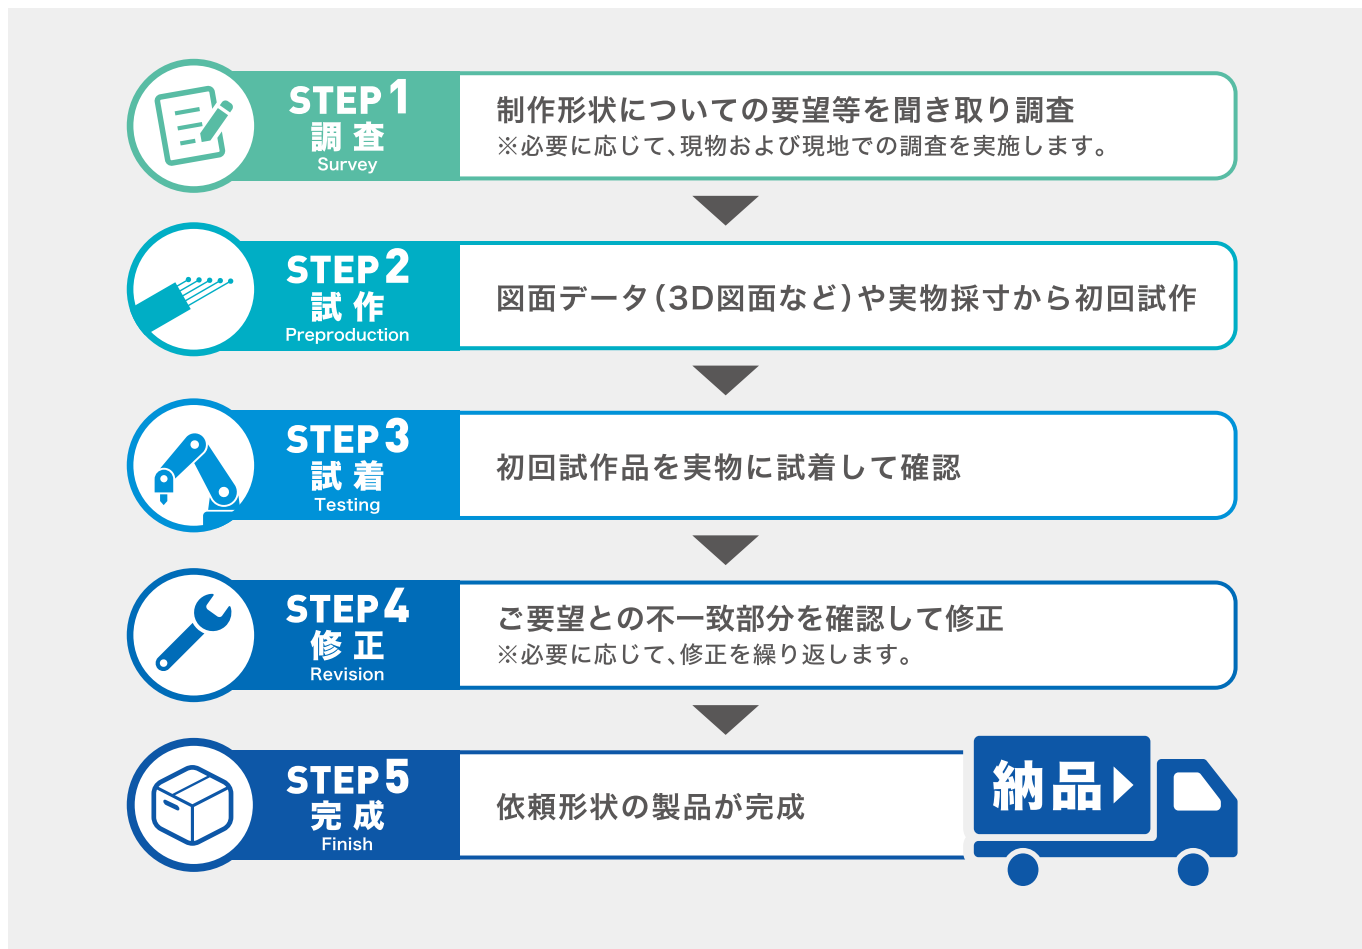 STEP 1
調査
Survey
制作形状についての要望等を聞き取り調査
※必要に応じて、現物および現地での調査を実施します。
STEP 2
試作
Preproduction
図面データ（3D図面など）や実物採寸から初回試作
STEP 3
試着
Testing
初回試作品を実物に試着して確認
STEP 4
修正
Revision
ご要望との不一致部分を確認して修正
※必要に応じて、修正を繰り返します。
STEP 5
完成
Finish
依頼形状の製品が完成
納品